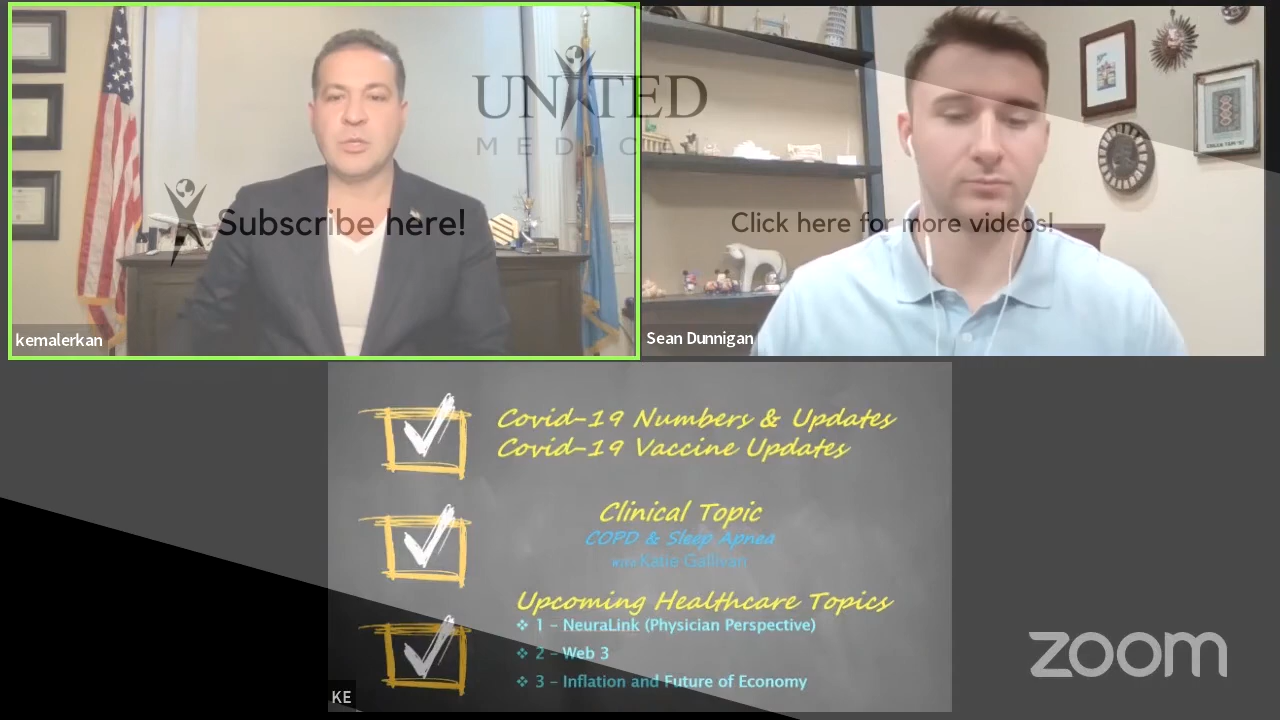 UNITED
MEDICAL
Subscribe here!
Click here for more videos!
kemalerkan
Sean Dunnigan
Covid-19 Numbers & Updates
Covid-19 Vaccine Updates
Clinical Topic
COPD & Sleep Apnea
with Katie Gallivan
Upcoming Healthcare Topics
❖ 1 - NeuraLink (Physician Perspective)
❖ 2 - Web 3
❖ 3 - Inflation and Future of Economy
KE
zoom